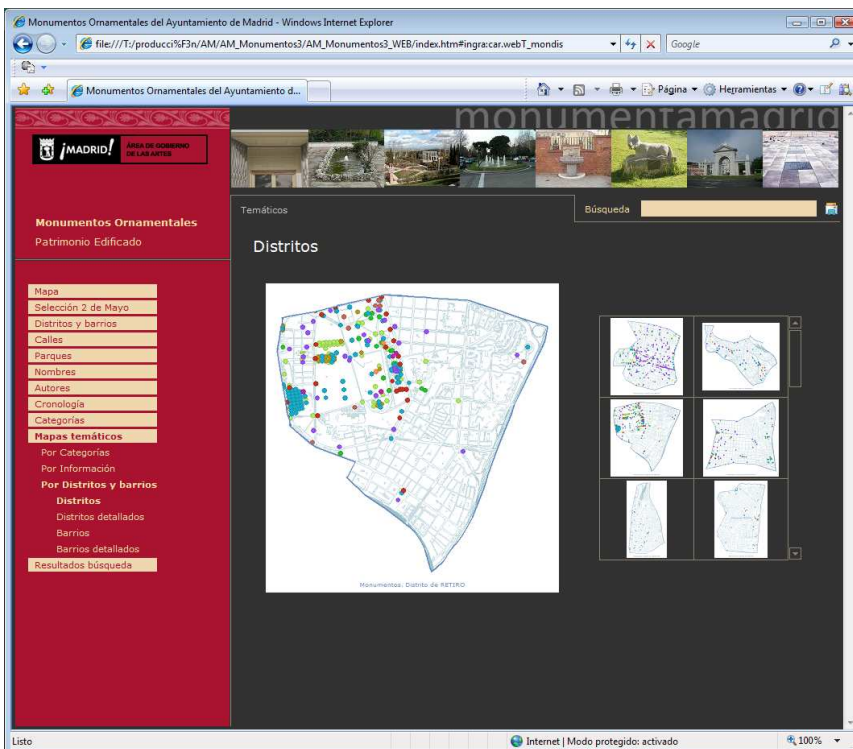 Monumentos Ornamentales del Ayuntamiento de Madrid - Windows Internet Explorer
file:///T:/producci%F3n/AM/AM_Monumentos3/AM_Monumentos3_WEB/index.htm#ingra:car.webT_mondis
Google
Monumentos Ornamentales del Ayuntamiento d...
Página
Herramientas
monumentamadrid
¡MADRID!
ÁREA DE GOBIERNO
DE LAS ARTES
Temáticos
Búsqueda
Monumentos Ornamentales
Patrimonio Edificado
Distritos
Mapa
Selección 2 de Mayo
Distritos y barrios
Calles
Parques
Nombres
Autores
Cronología
Categorías
Mapas temáticos
Por Categorías
Por Información
Por Distritos y barrios
Distritos
Distritos detallados
Barrios
Barrios detallados
Resultados búsqueda
Monumentos. Distrito de RETIRO
Listo
Internet | Modo protegido: activado
100%